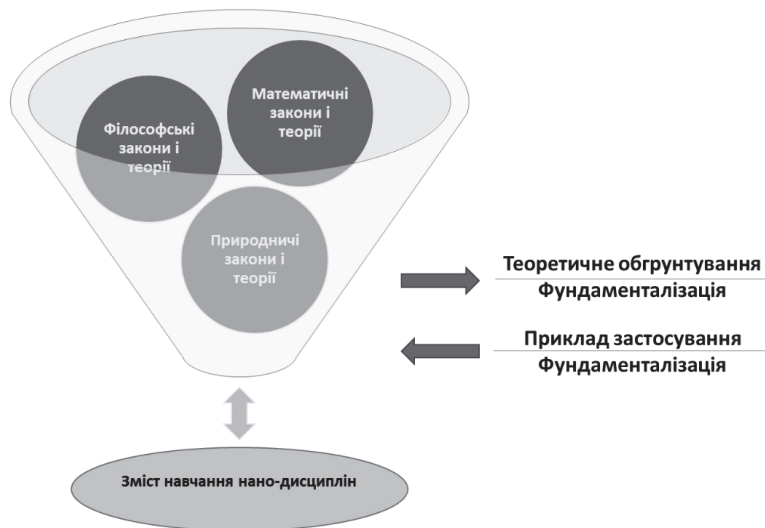 Математичні
закони і
теорії
Філософські
закони і
теорії
Природничі
закони і
теорії
Теоретичне обгрунтування
Фундаменталізація
Приклад застосування
Фундаменталізація
Зміст навчання нано-дисциплін